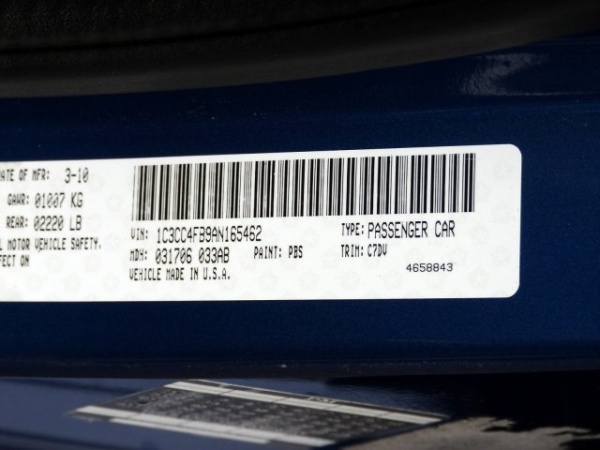 DATE OF MFR: 3-10
GAWR: 01007 KG
REAR: 02220 LB
L MOTOR VEHICLE SAFETY.
FECT ON
VIN: 1C3CC4FB9AN165462
TYPE: PASSENGER CAR
MDH: 031706 033AB
PAINT: PBS
TRIM: C7DV
VEHICLE MADE IN U.S.A.
4658843